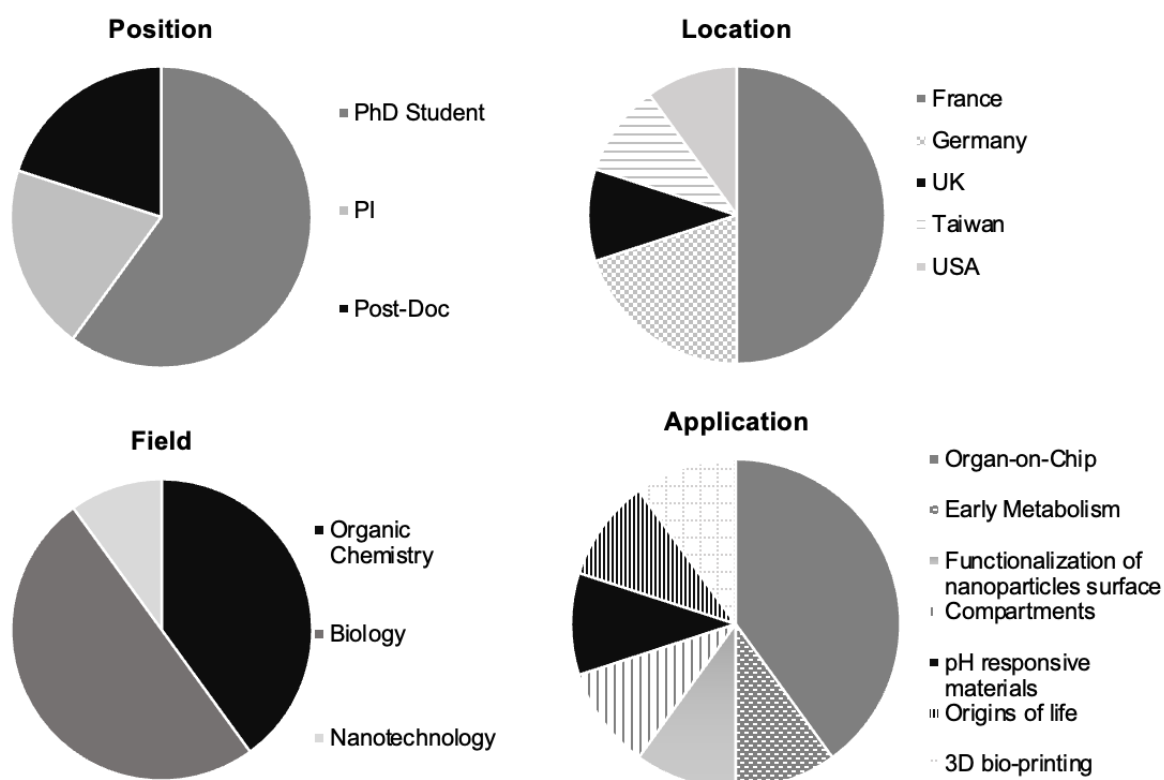 Position
PhD Student
PI
Post-Doc
Location
France
Germany
UK
Taiwan
USA
Field
Organic
Chemistry
Biology
Nanotechnology
Application
Organ-on-Chip
Early Metabolism
Functionalization of
nanoparticles surface
Compartments
pH responsive
materials
Origins of life
3D bio-printing